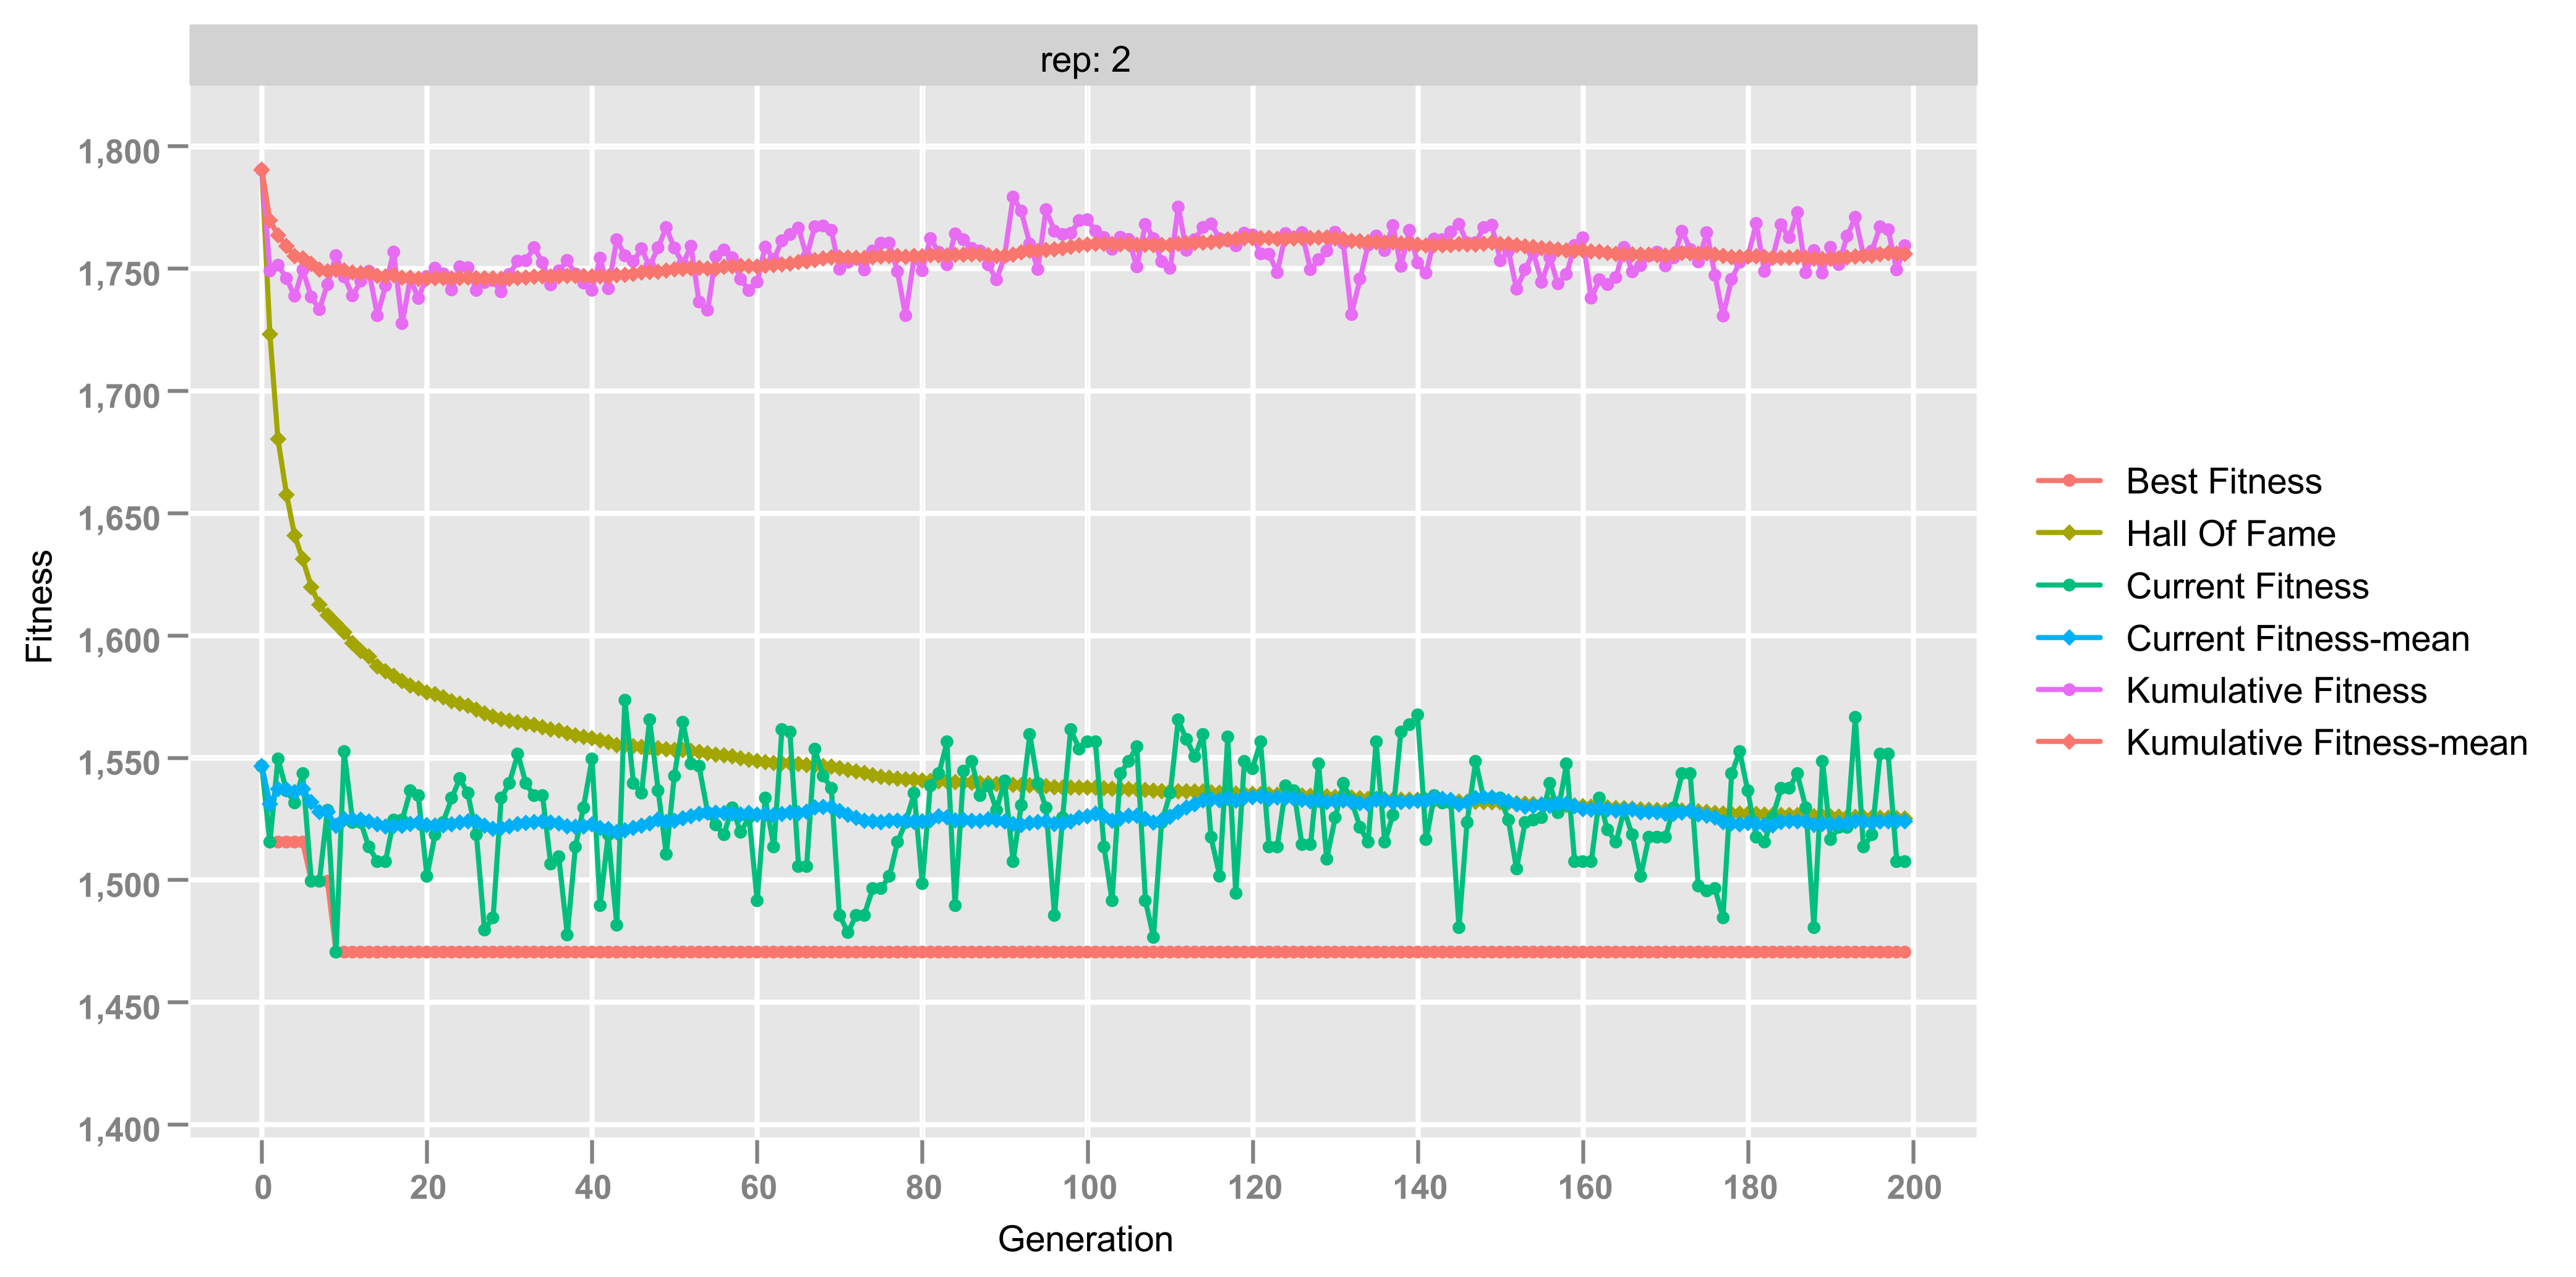 rep: 2
1,800
1,750
1,700
1,650
1,600
1,550
1,500
1,450
1,400
Fitness
0 20 40 60 80 100 120 140 160 180 200
Generation
Best Fitness
Hall Of Fame
Current Fitness
Current Fitness-mean
Kumulative Fitness
Kumulative Fitness-mean